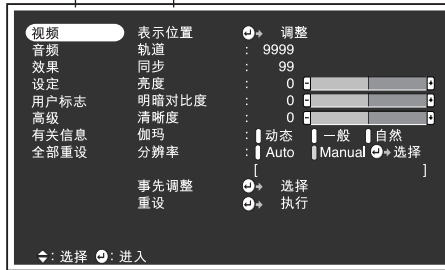 视频 表示位置 调整
音频 轨道 : 9999
效果 同步 : 99
设定 亮度 : 0 - +
用户标志 明暗对比度 : 0 - +
高级 清晰度 : 0 - +
有关信息 伽玛 : 动态 一般 自然
全部重设 分辨率 : Auto Manual 选择
[ ]
事先调整 选择
重设 执行
: 选择 : 进入